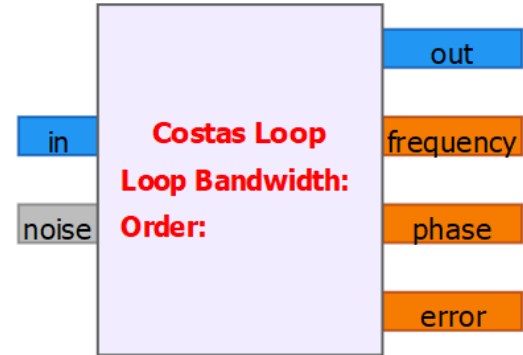 out
in
Costas Loop
frequency
Loop Bandwidth:
noise
Order:
phase
error